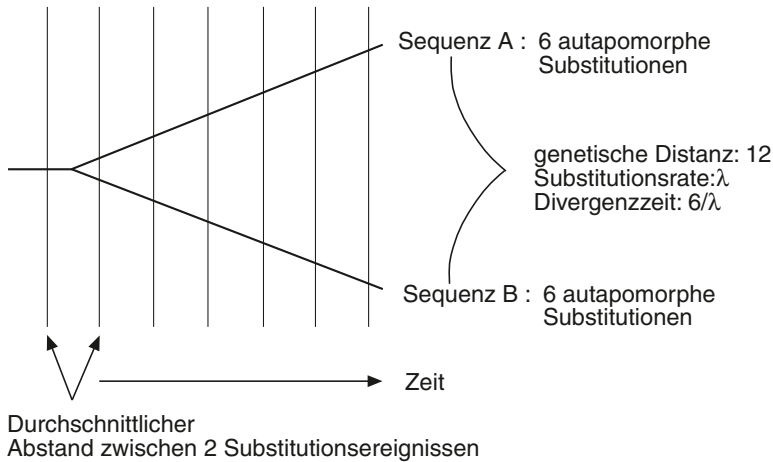 Sequenz A : 6 autapomorphe
Substitutionen
genetische Distanz: 12
Substitutionsrate:λ
Divergenzzeit: 6/λ
Sequenz B : 6 autapomorphe
Substitutionen
Zeit
Durchschnittlicher
Abstand zwischen 2 Substitutionsereignissen